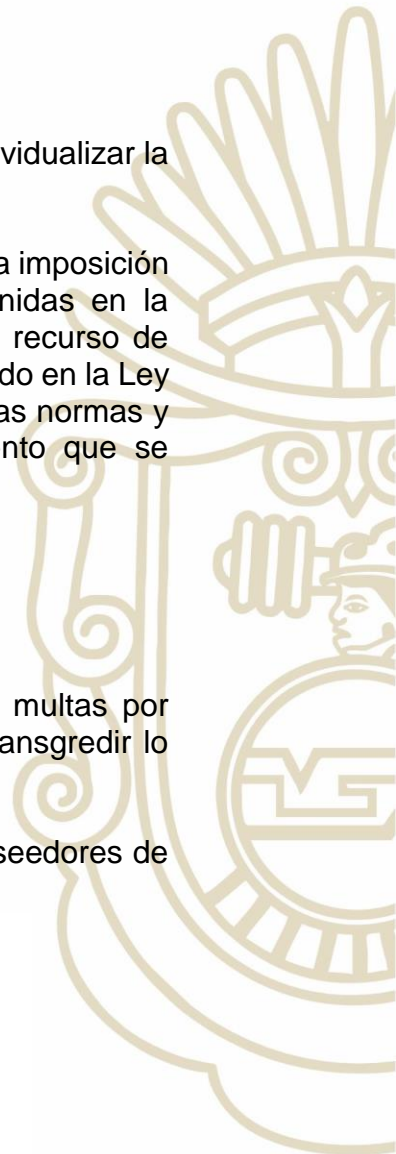 vidualizar la
a imposición
nidas en la
recurso de
do en la Ley
as normas y
nto que se
multas por
ansgredir lo
seedores de